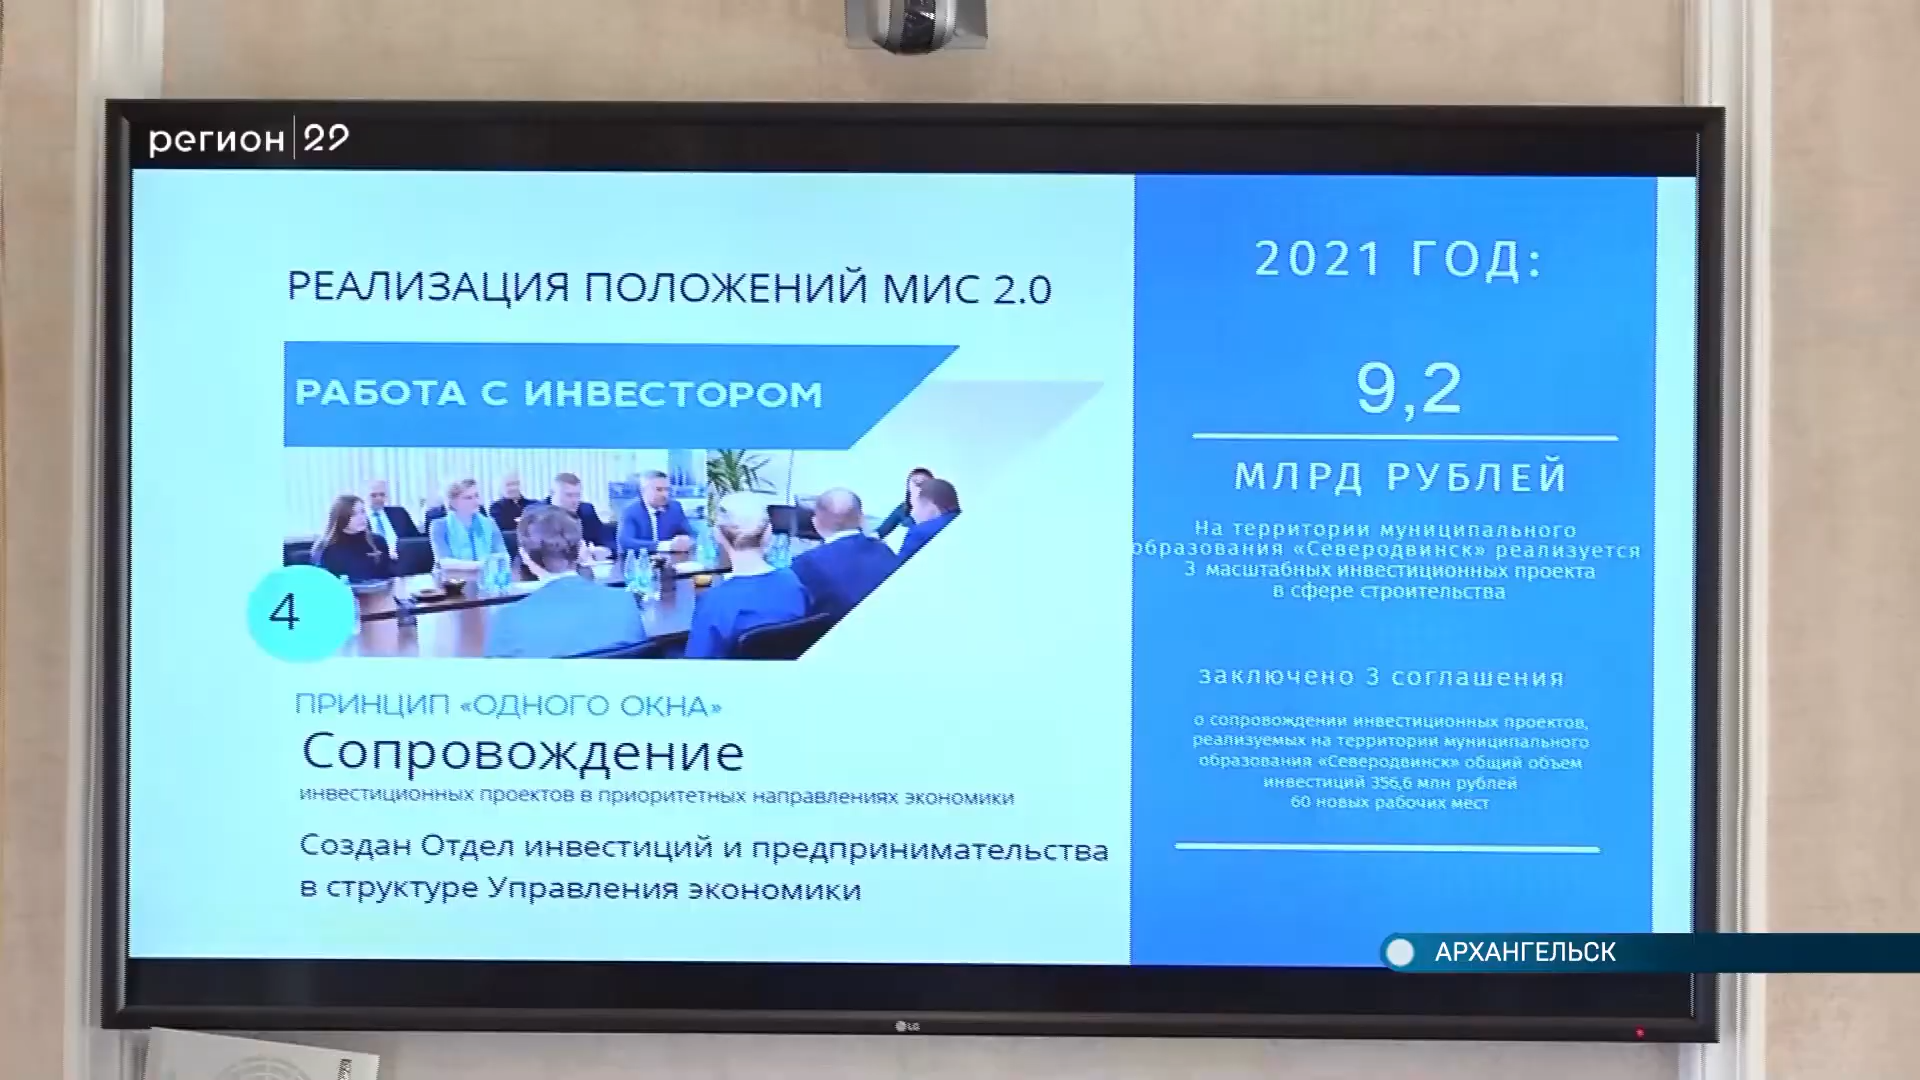 регион 29
РЕАЛИЗАЦИЯ ПОЛОЖЕНИЙ МИС 2.0
РАБОТА С ИНВЕСТОРОМ
4
ПРИНЦИП «ОДНОГО ОКНА»
Сопровождение
инвестиционных проектов в приоритетных направлениях экономики
Создан Отдел инвестиций и предпринимательства
в структуре Управления экономики
2021 ГОД:
9,2
МЛРД РУБЛЕЙ
На территории муниципального
образования «Северодвинск» реализуется
3 масштабных инвестиционных проекта
в сфере строительства
заключено 3 соглашения
о сопровождении инвестиционных проектов,
реализуемых на территории муниципального
образования «Северодвинск» общий объем
инвестиций 356,6 млн рублей
60 новых рабочих мест
АРХАНГЕЛЬСК
LG